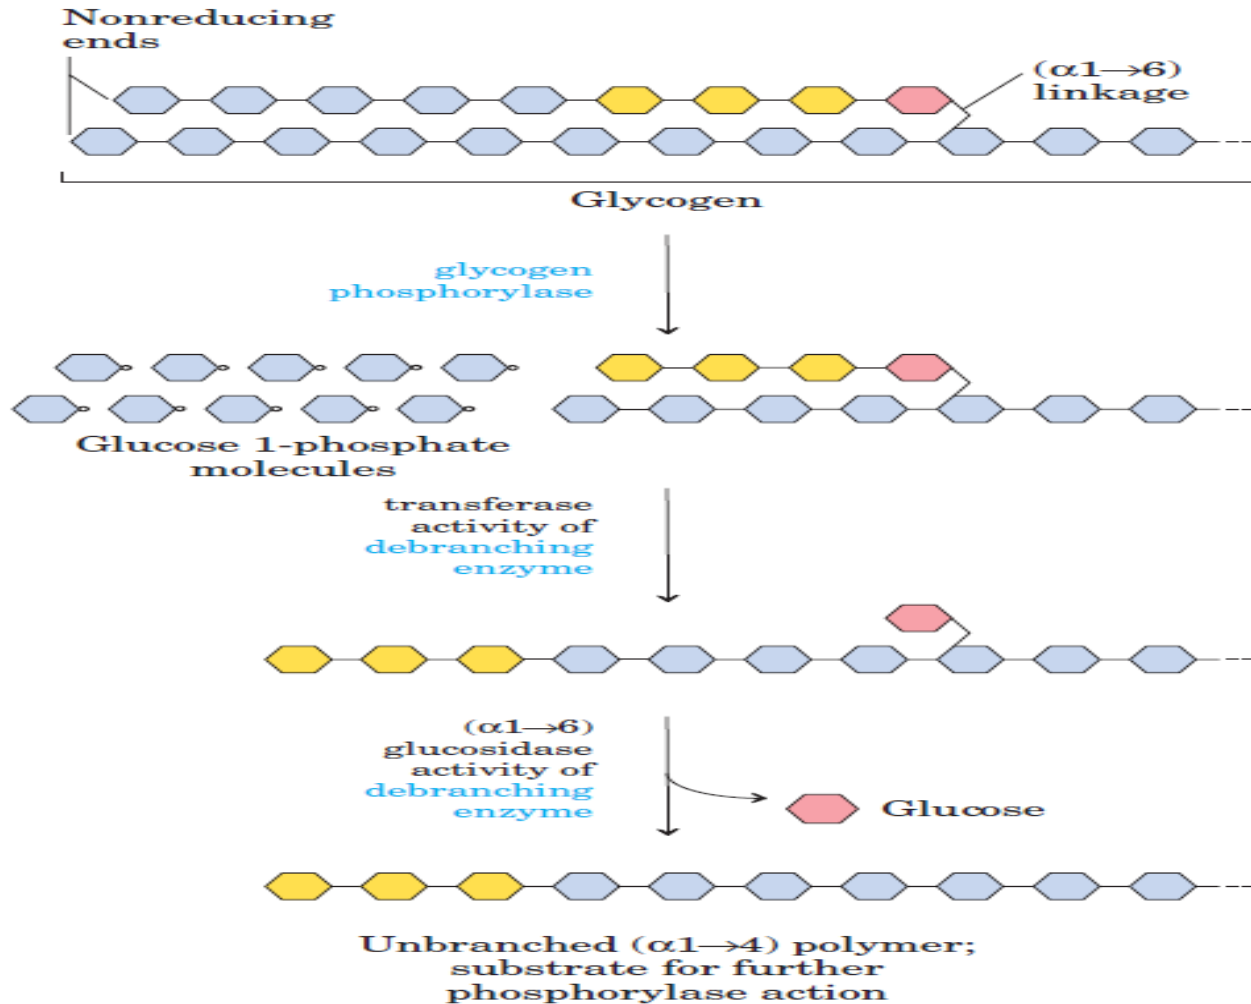 Nonreducing
ends
(α1→6)
linkage
Glycogen
glycogen
phosphorylase
Glucose 1-phosphate
molecules
transferase
activity of
debranching
enzyme
(α1→6)
glucosidase
activity of
debranching
enzyme
Glucose
Unbranched (α1→4) polymer;
substrate for further
phosphorylase action